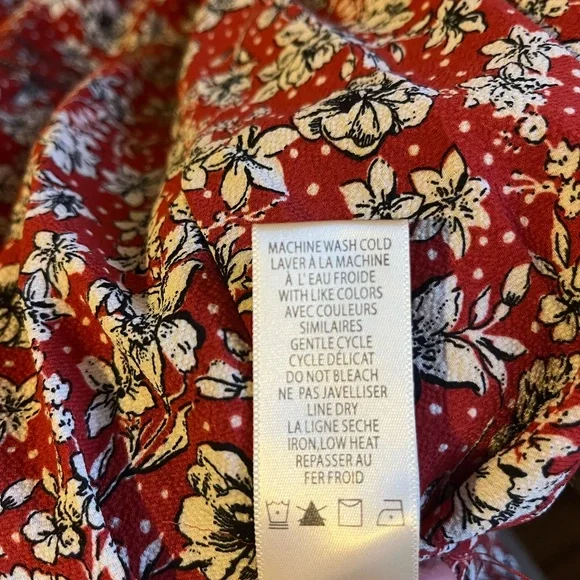 MACHINE WASH COLD
LAVER À LA MACHINE
À L' EAU FROIDE
WITH LIKE COLORS
AVEC COULEURS
SIMILAIRES
GENTLE CYCLE
CYCLE DÉLICAT
DO NOT BLEACH
NE PAS JAVELLISER
LINE DRY
LA LIGNE SECHE
IRON,LOW HEAT
REPASSER AU
FER FROID